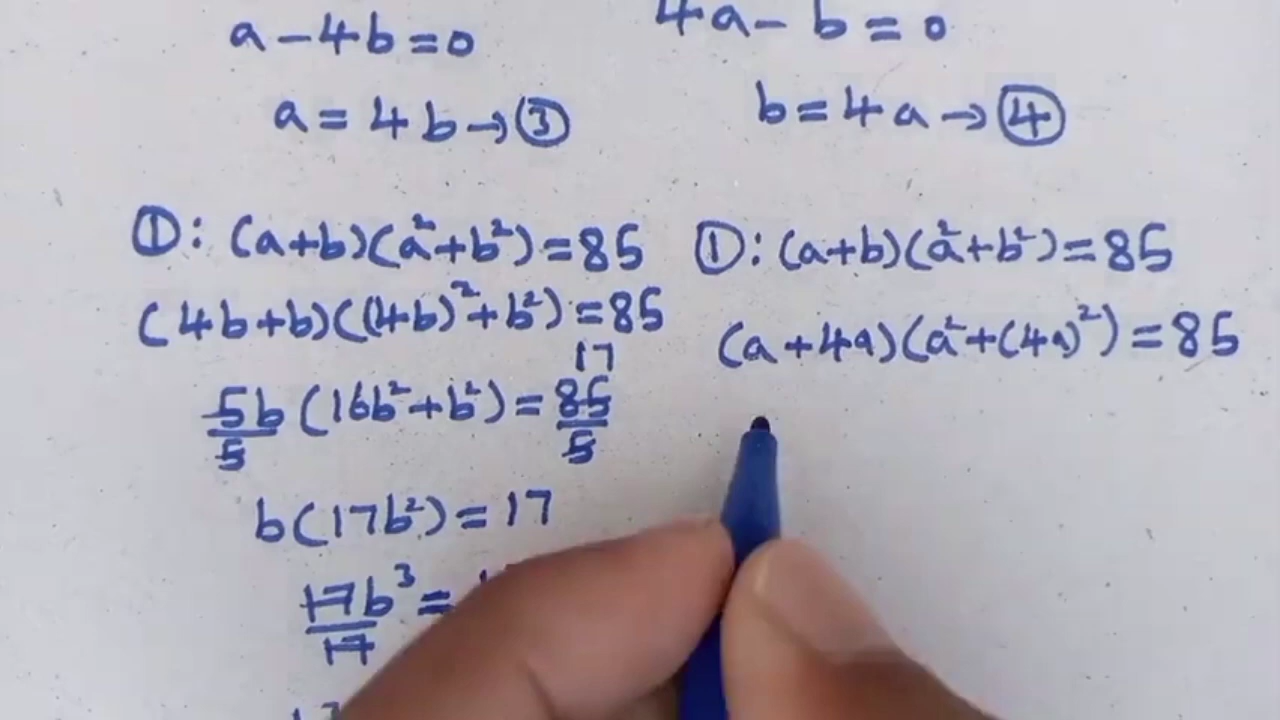 a-4b=0
4a-b=0
a=4b→③
b=4a→④
①: (a+b)(a²+b²)=85
(4b+b)((4b)²+b²)=85
17
5b/5 (16b²+b²)=85/5
b(17b²)=17
17b³/17 =
①:(a+b)(a²+b²)=85
(a+4a)(a²+(4a)²)=85